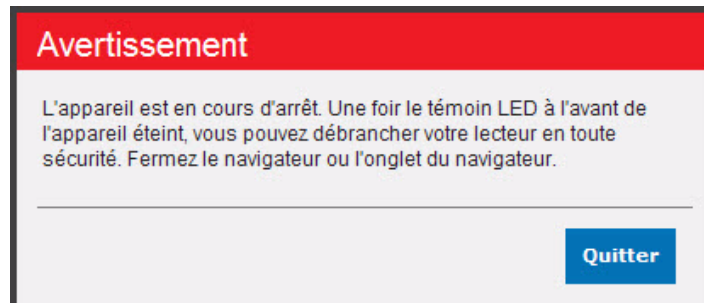 Avertissement
L'appareil est en cours d'arrêt. Une foir le témoin LED à l'avant de
l'appareil éteint, vous pouvez débrancher votre lecteur en toute
sécurité. Fermez le navigateur ou l'onglet du navigateur.
Quitter